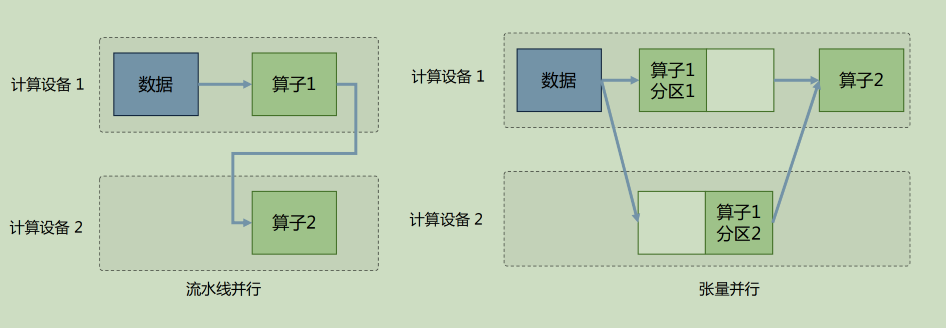 计算设备 1
数据
算子1
计算设备 2
算子2
流水线并行
计算设备 1
数据
算子1
分区1
算子2
计算设备 2
算子1
分区2
张量并行